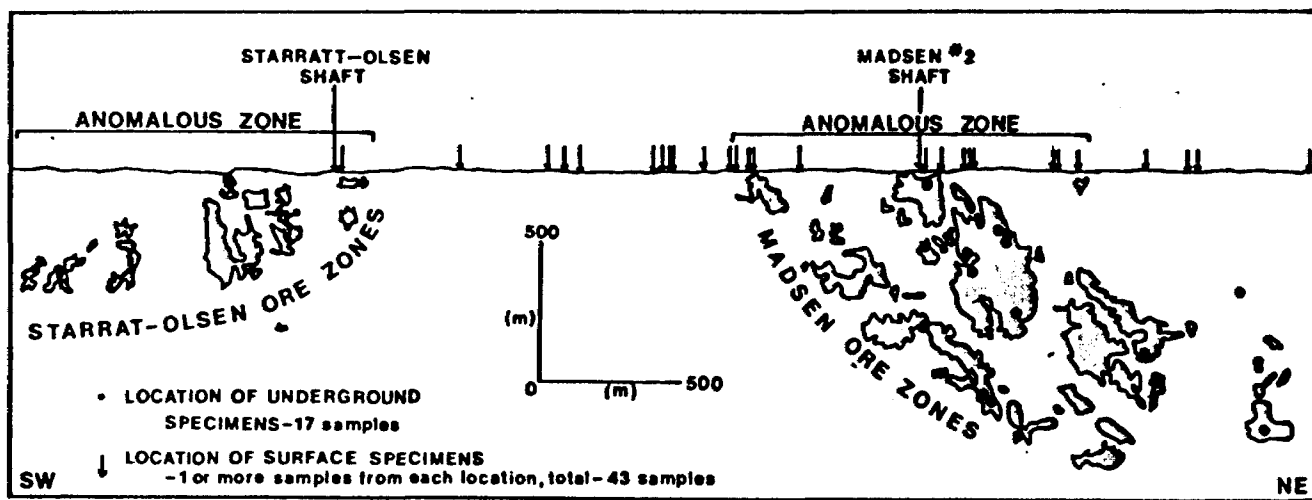 STARRATT-OLSEN
SHAFT
MADSEN #2
SHAFT
ANOMALOUS ZONE
ANOMALOUS ZONE
500
(m)
0
(m)
500
STARRAT-OLSEN ORE ZONES
MADSEN ORE ZONES
• LOCATION OF UNDERGROUND
SPECIMENS-17 samples
↓ LOCATION OF SURFACE SPECIMENS
-1 or more samples from each location, total-43 samples
SW
NE